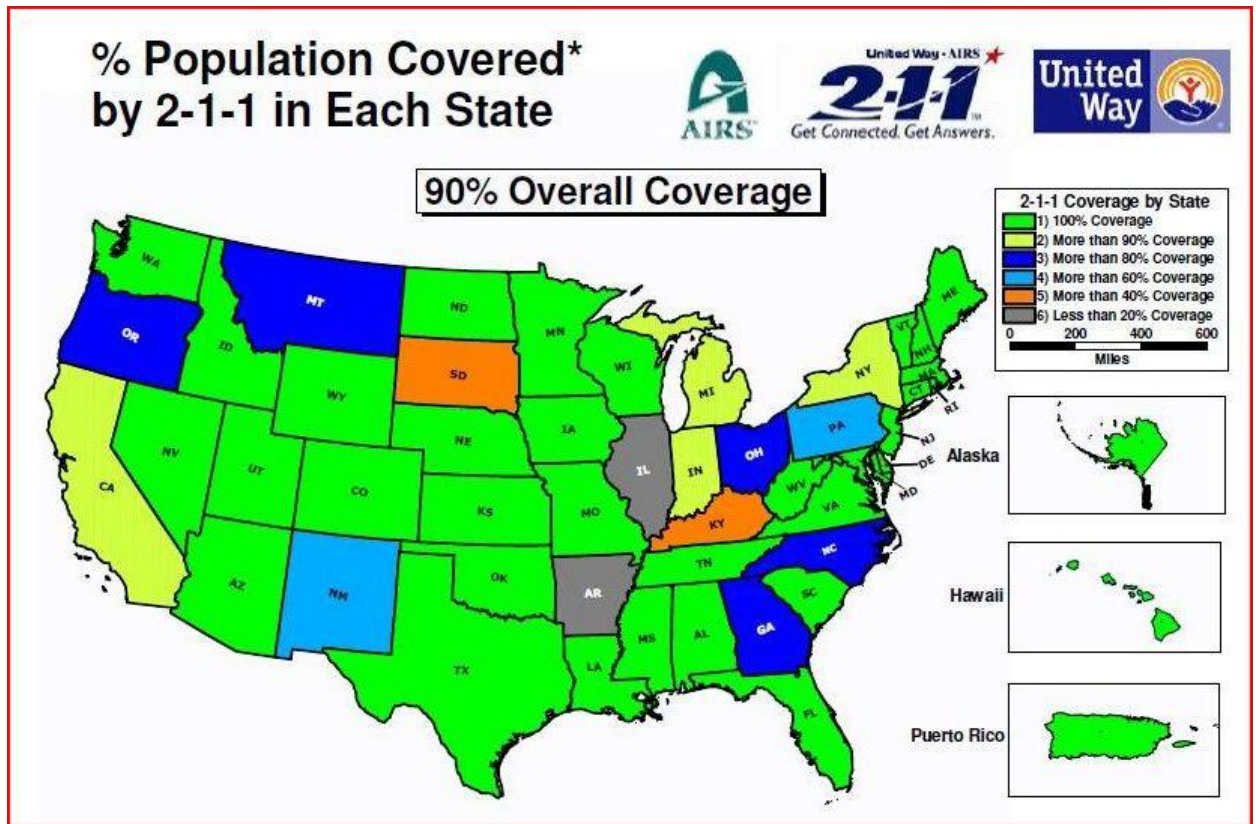 % Population Covered*
by 2-1-1 in Each State
AIRS™
United Way - AIRS
2-1-1™
Get Connected. Get Answers.
United
Way
90% Overall Coverage
2-1-1 Coverage by State
1) 100% Coverage
2) More than 90% Coverage
3) More than 80% Coverage
4) More than 60% Coverage
5) More than 40% Coverage
6) Less than 20% Coverage
0 200 400 600
Miles
WA
MT
ND
MN
ME
OR
ID
WY
SD
WI
MI
NY
VT
NH
MA
CT
RI
CA
NV
UT
CO
NE
KS
IA
MO
IL
IN
OH
PA
NJ
DE
MD
WV
VA
KY
AZ
NM
OK
TX
AR
LA
TN
NC
SC
MS
AL
GA
FL
Alaska
Hawaii
Puerto Rico